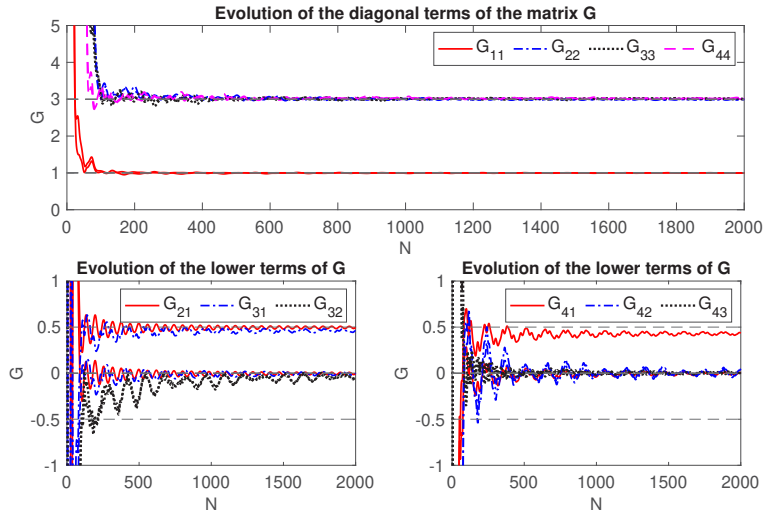 Evolution of the diagonal terms of the matrix G
G11 G22 G33 G44
5
4
3
2
1
0
G
0 200 400 600 800 1000 1200 1400 1600 1800 2000
N
Evolution of the lower terms of G
G21 G31 G32
1
0.5
0
-0.5
-1
G
0 500 1000 1500 2000
N
Evolution of the lower terms of G
G41 G42 G43
1
0.5
0
-0.5
-1
G
0 500 1000 1500 2000
N